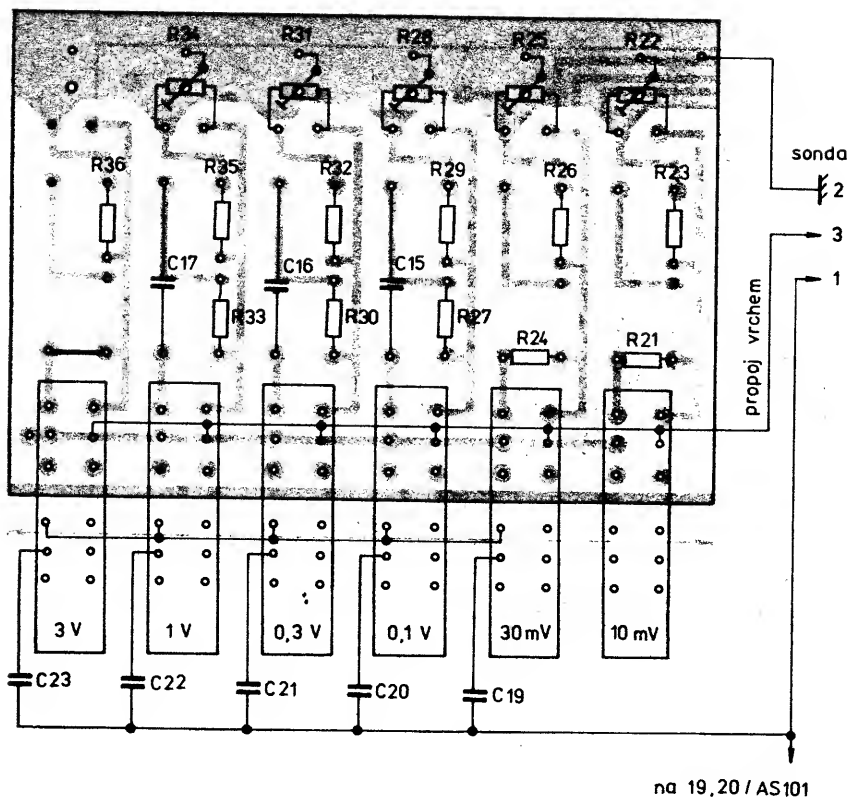 R34 R31 R28 R25 R22
sonda
R36 R35 R32 R29 R26 R23
2
3
C17 C16 C15
1
R33 R30 R27
R24 R21
propoj vrchem
3 V 1 V 0,3 V 0,1 V 30 mV 10 mV
C23 C22 C21 C20 C19
na 19,20 / AS101